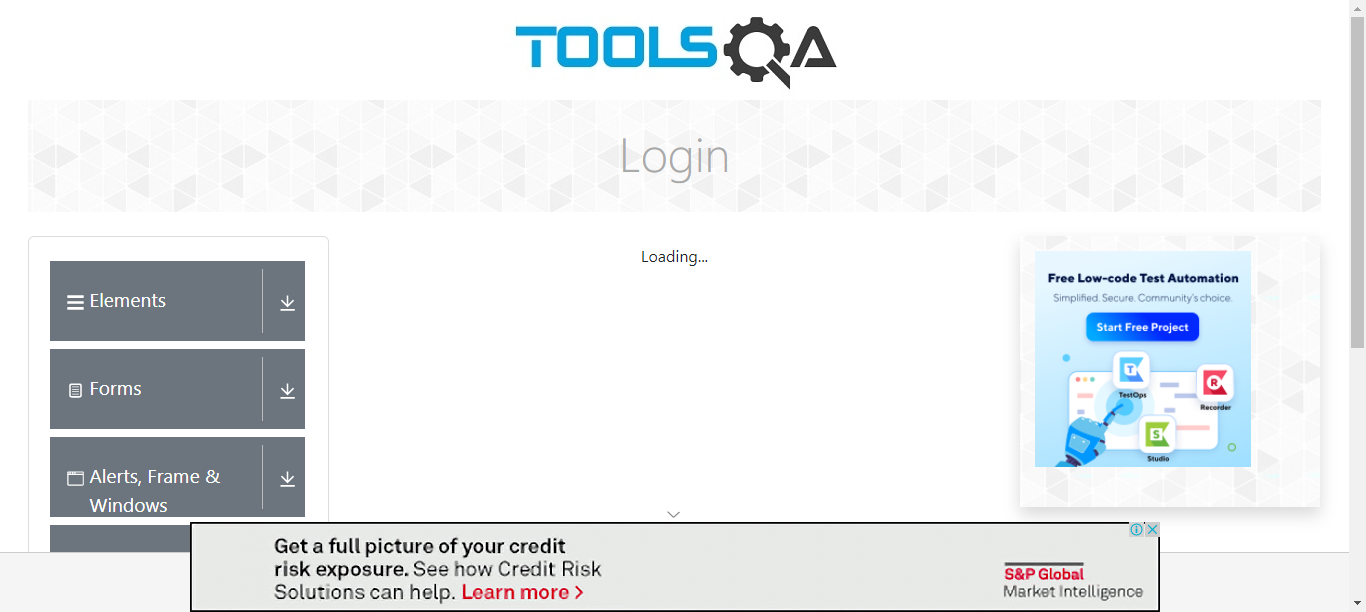 TOOLSQA
Login
Elements
Forms
Alerts, Frame &
Windows
Loading...
Free Low-code Test Automation
Simplified. Secure. Community's choice.
Start Free Project
TestOps
Recorder
Studio
Get a full picture of your credit
risk exposure. See how Credit Risk
Solutions can help. Learn more >
S&P Global
Market Intelligence